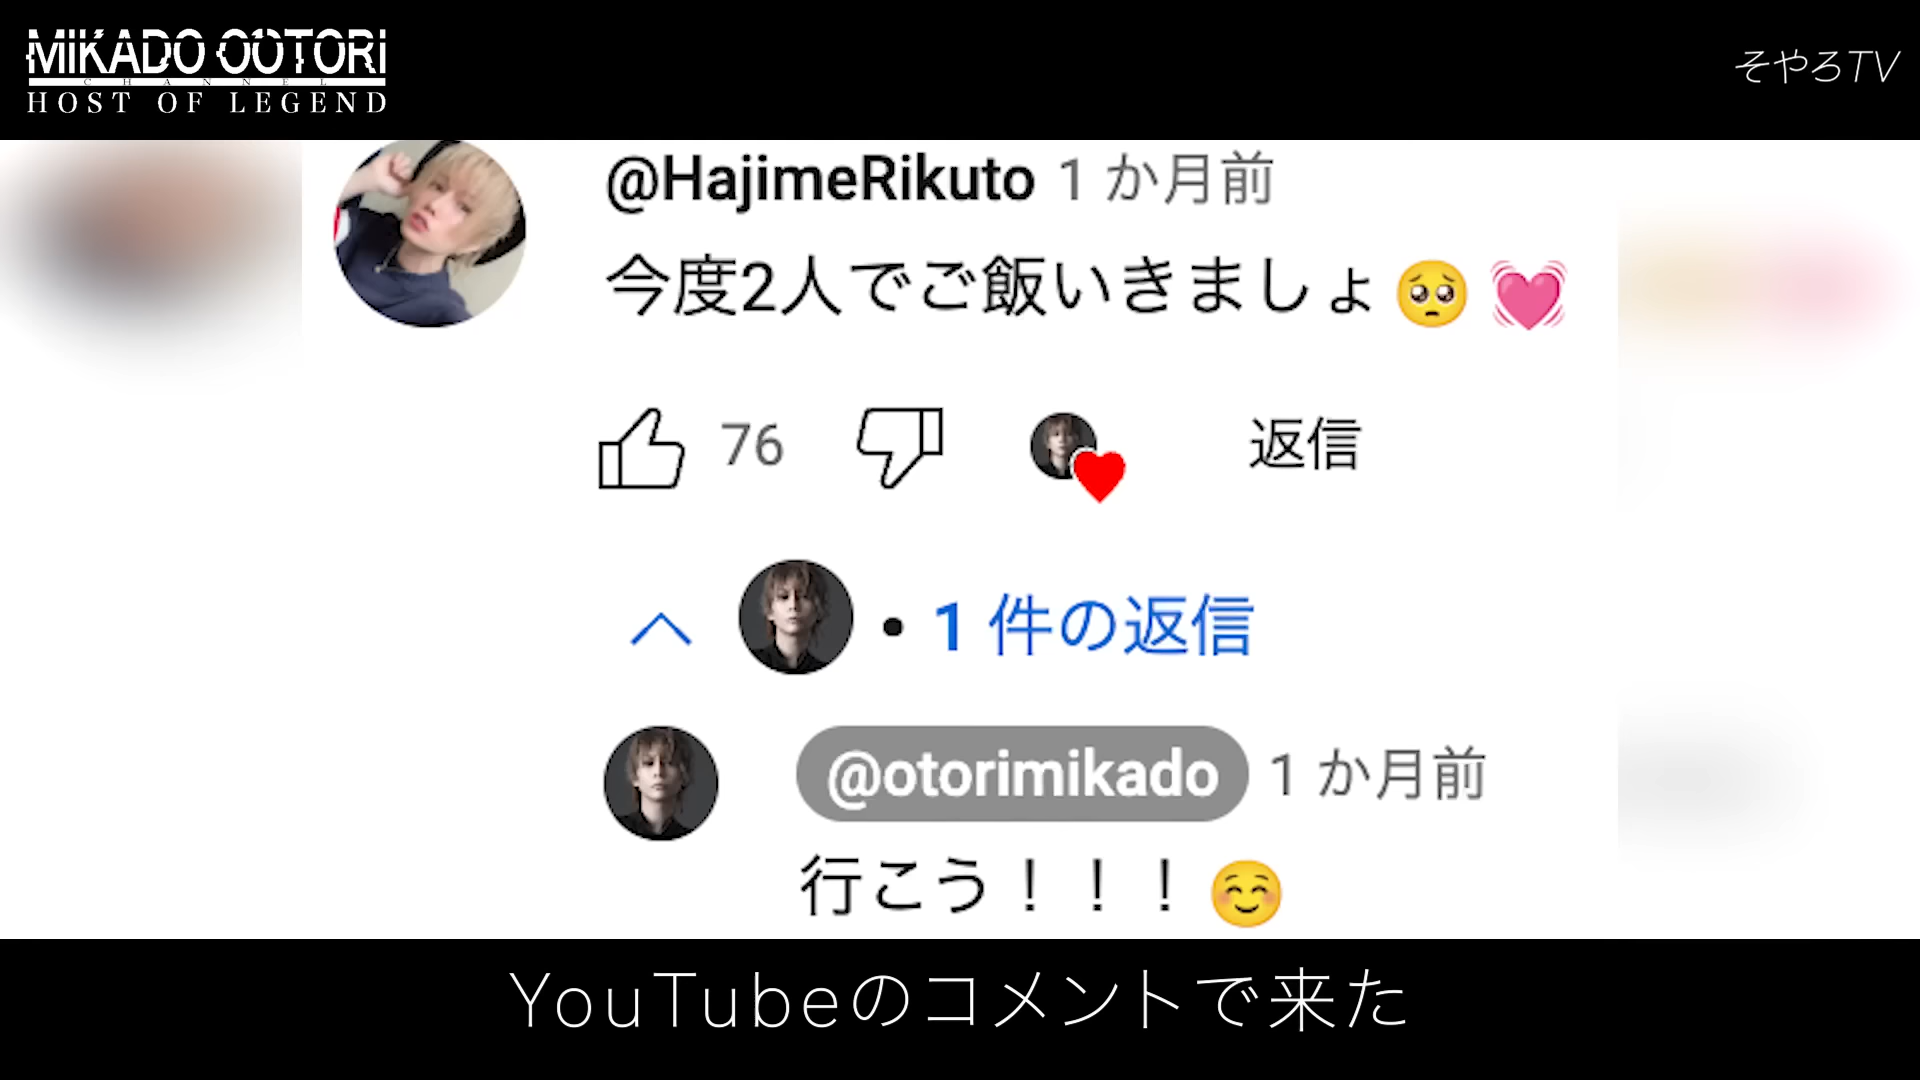 MIKADO OOTORI
CHANNEL
HOST OF LEGEND
そやろTV
@HajimeRikuto 1 か月前
今度2人でご飯いきましょ🥺💓
76 返信
• 1 件の返信
@otorimikado 1 か月前
行こう！！！☺️
YouTubeのコメントで来た